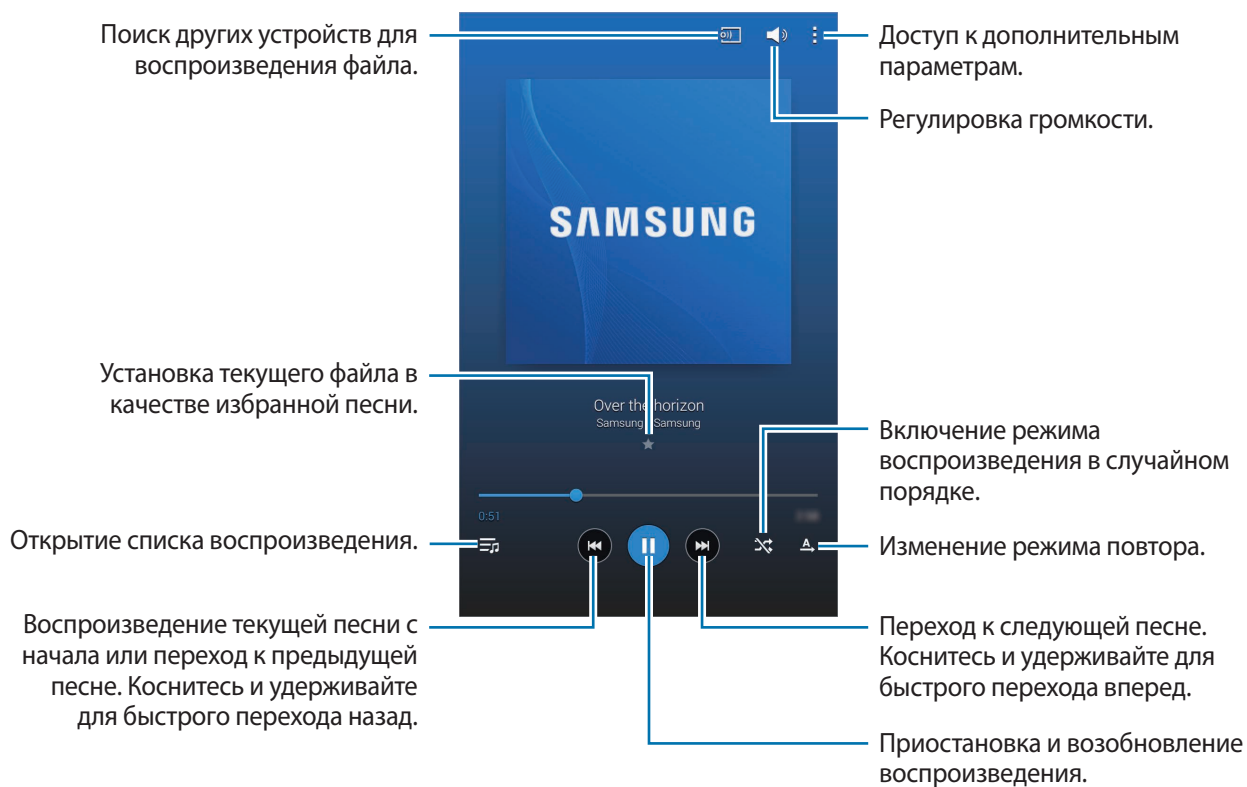 Поиск других устройств для
воспроизведения файла.
Доступ к дополнительным
параметрам.
Регулировка громкости.
SAMSUNG
Установка текущего файла в
качестве избранной песни.
Over the horizon
Samsung Samsung
Включение режима
воспроизведения в случайном
порядке.
0:51
Открытие списка воспроизведения.
A
Изменение режима повтора.
Воспроизведение текущей песни с
начала или переход к предыдущей
песне. Коснитесь и удерживайте
для быстрого перехода назад.
Переход к следующей песне.
Коснитесь и удерживайте для
быстрого перехода вперед.
Приостановка и возобновление
воспроизведения.